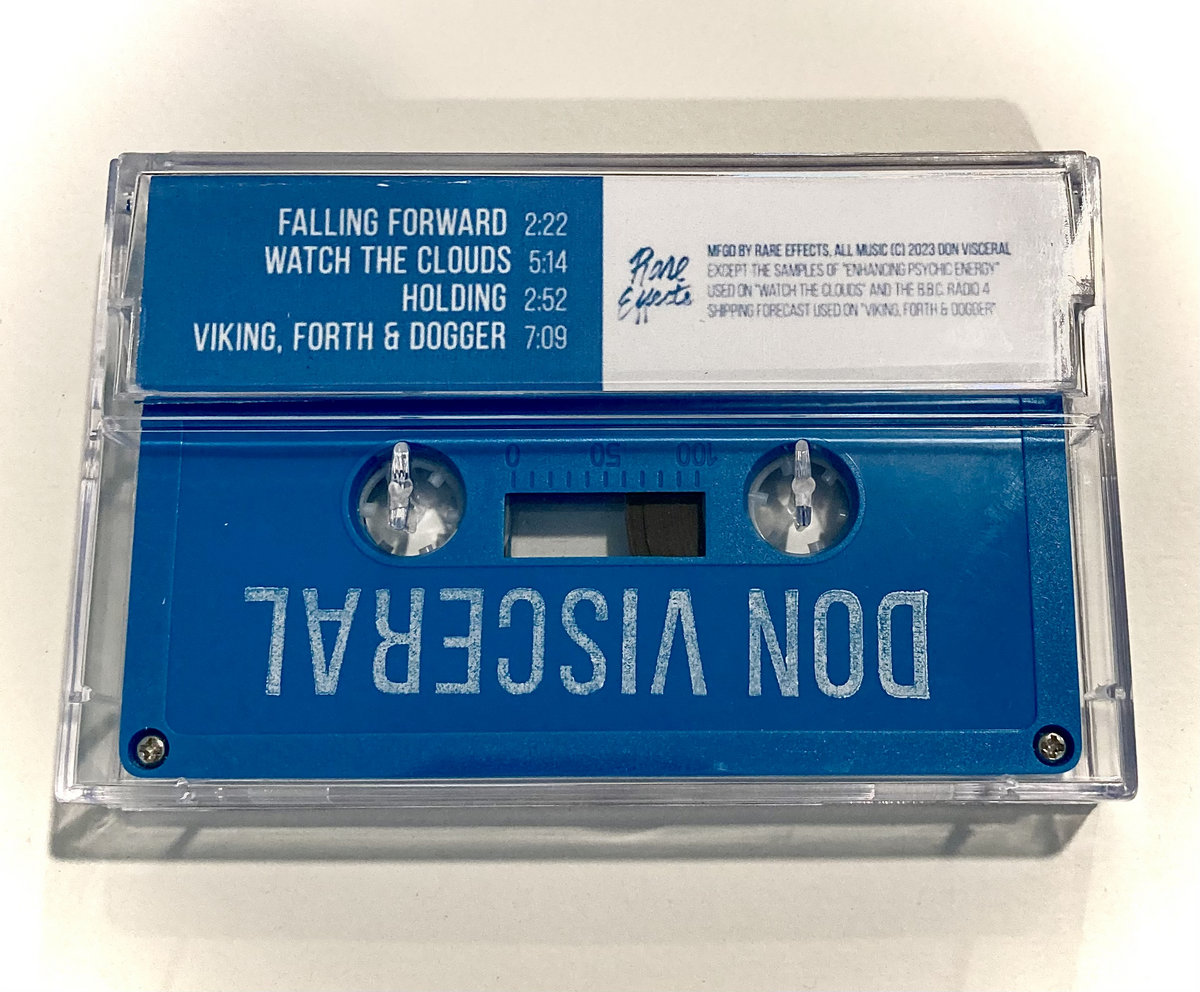 FALLING FORWARD 2:22
WATCH THE CLOUDS 5:14
HOLDING 2:52
VIKING, FORTH & DOGGER 7:09
Rare
Effects
MFGD BY RARE EFFECTS, ALL MUSIC (C) 2023 DON VISCERAL
EXCEPT THE SAMPLES OF "ENHANCING PSYCHIC ENERGY"
USED ON "WATCH THE CLOUDS" AND THE B.B.C. RADIO 4
SHIPPING FORECAST USED ON "VIKING, FORTH & DOGGER"
0 50 100
DON VISCERAL